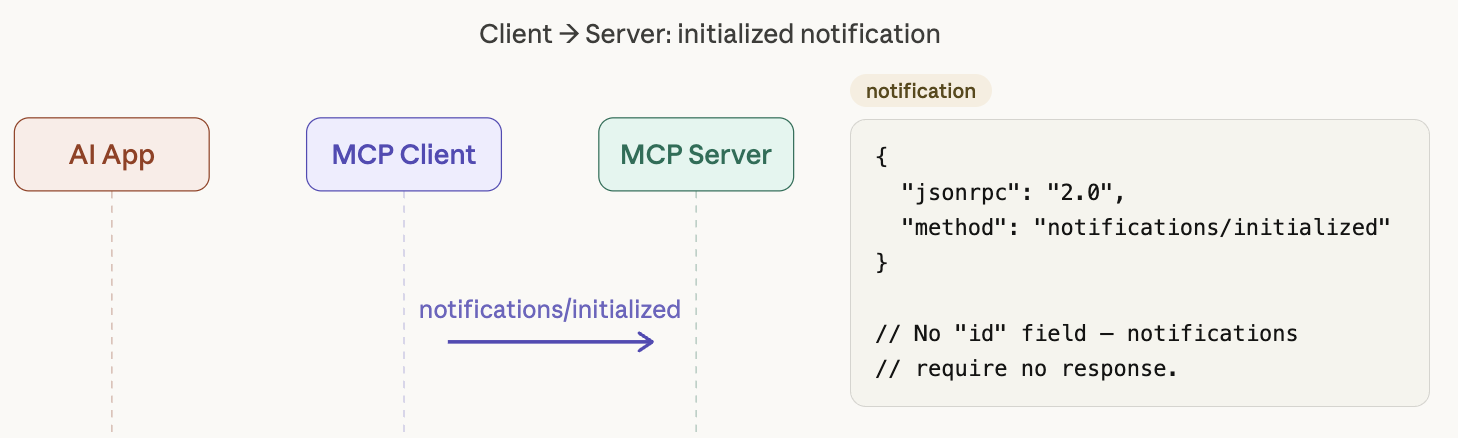 Client → Server: initialized notification
notification
AI App
MCP Client
MCP Server
{
  "jsonrpc": "2.0",
  "method": "notifications/initialized"
}
notifications/initialized
// No "id" field — notifications
// require no response.